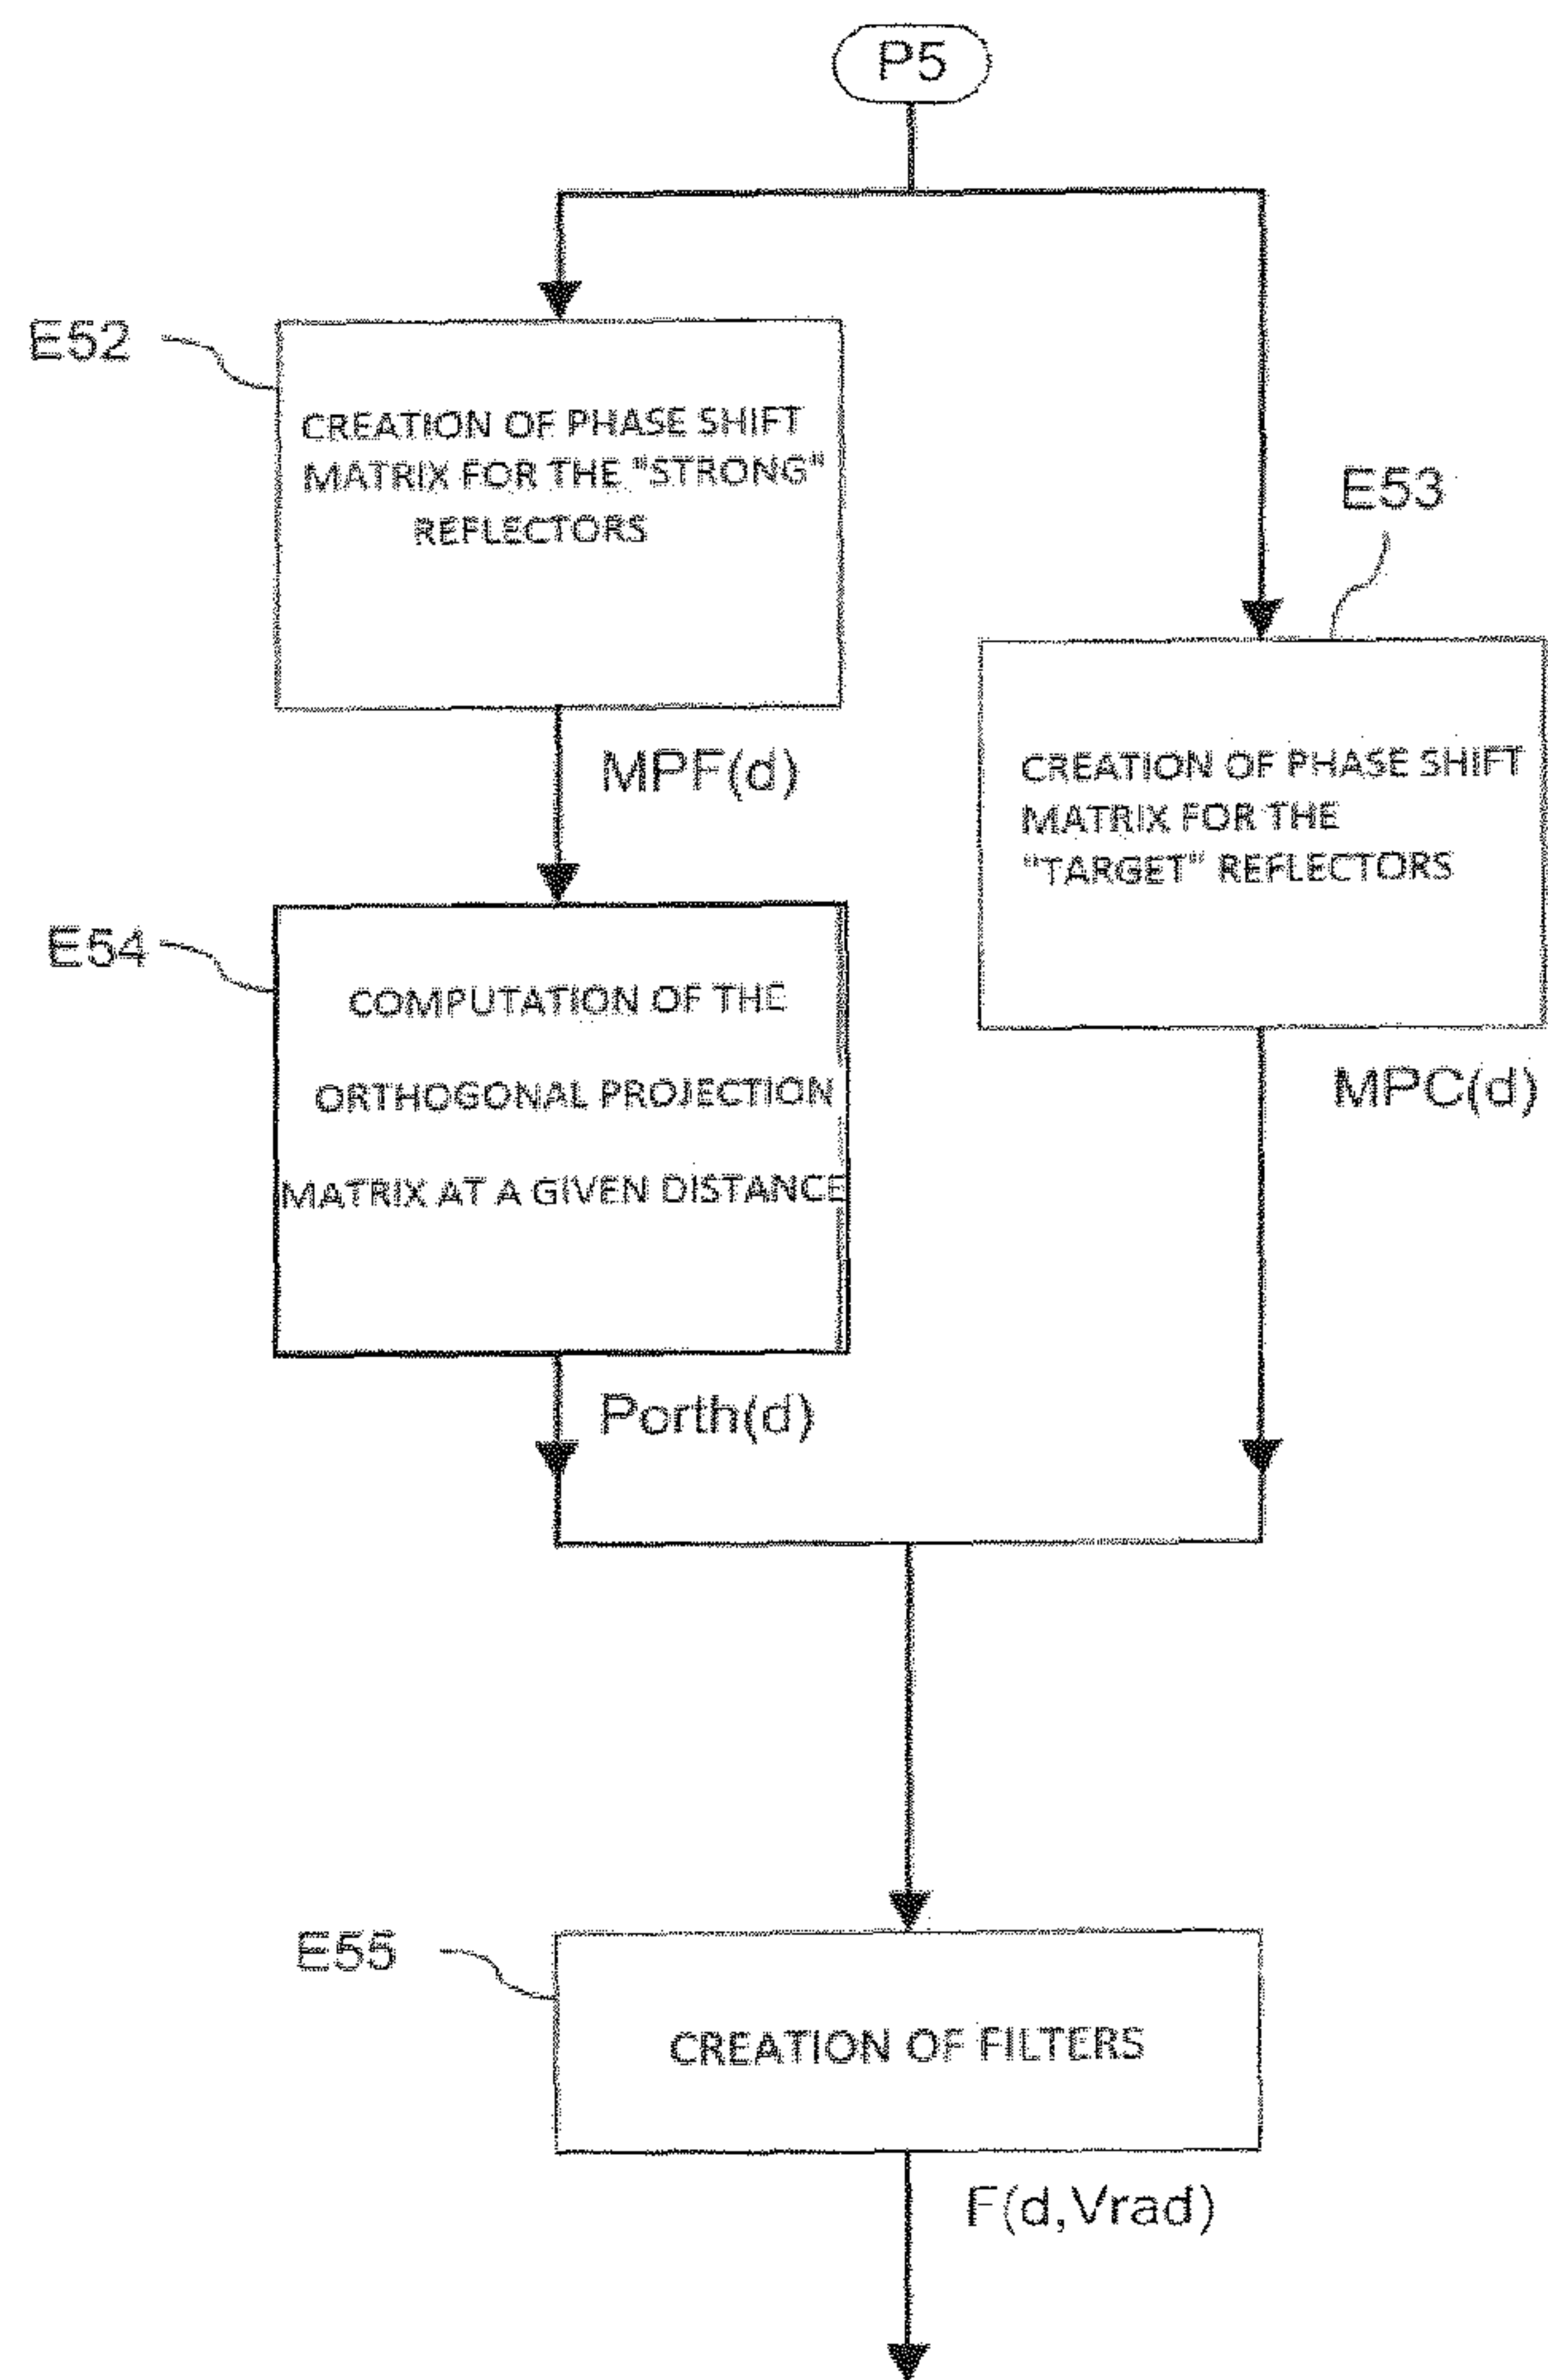 P5
E52
CREATION OF PHASE SHIFT
MATRIX FOR THE "STRONG"
REFLECTORS
E53
MPF(d)
CREATION OF PHASE SHIFT
MATRIX FOR THE
"TARGET" REFLECTORS
E54
COMPUTATION OF THE
ORTHOGONAL PROJECTION
MATRIX AT A GIVEN DISTANCE
MPC(d)
Porth(d)
E55
CREATION OF FILTERS
F(d,Vrad)